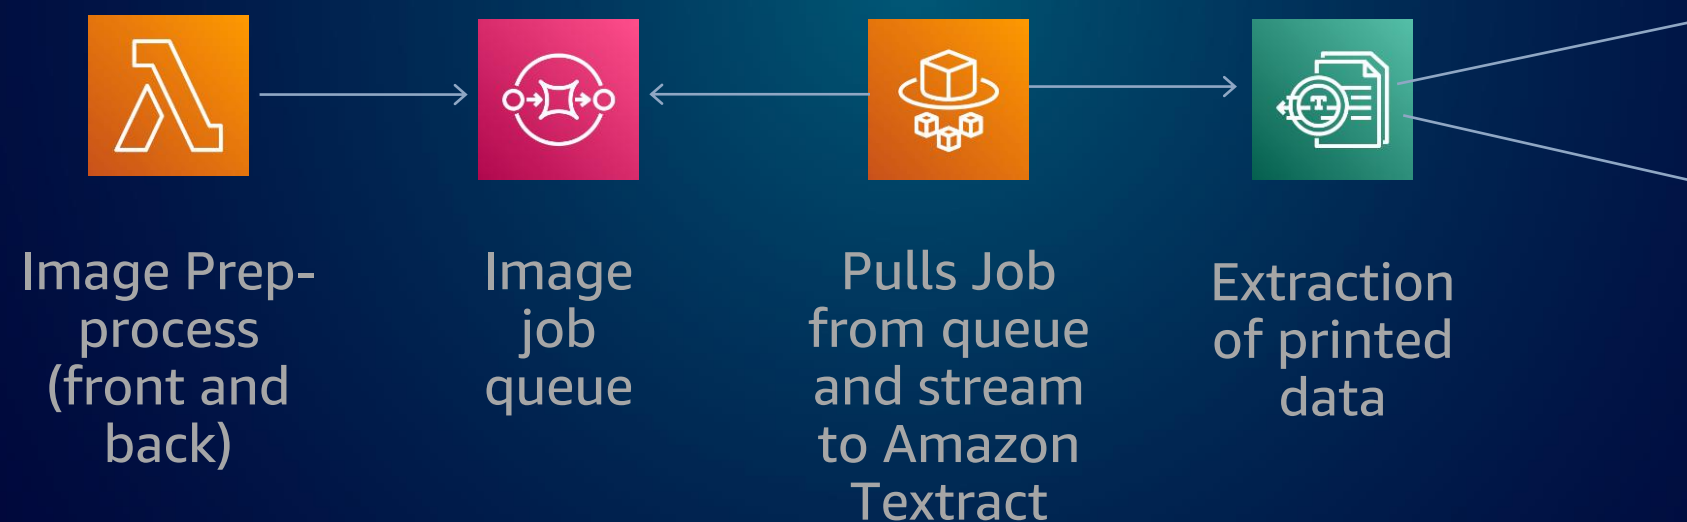 Image Prep-
process
(front and
back)
Image
job
queue
Pulls Job
from queue
and stream
to Amazon
Textract
Extraction
of printed
data